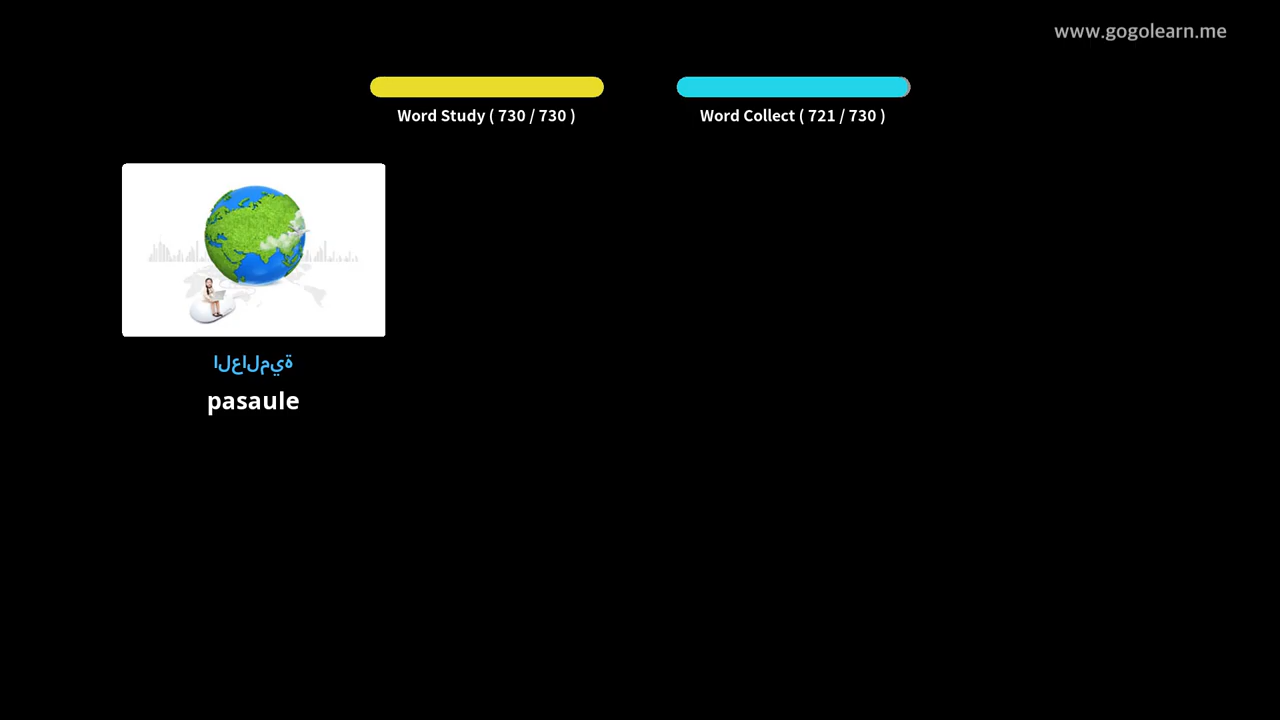 www.gogolearn.me
Word Study ( 730 / 730 )
Word Collect ( 721 / 730 )
العالمية
pasaule